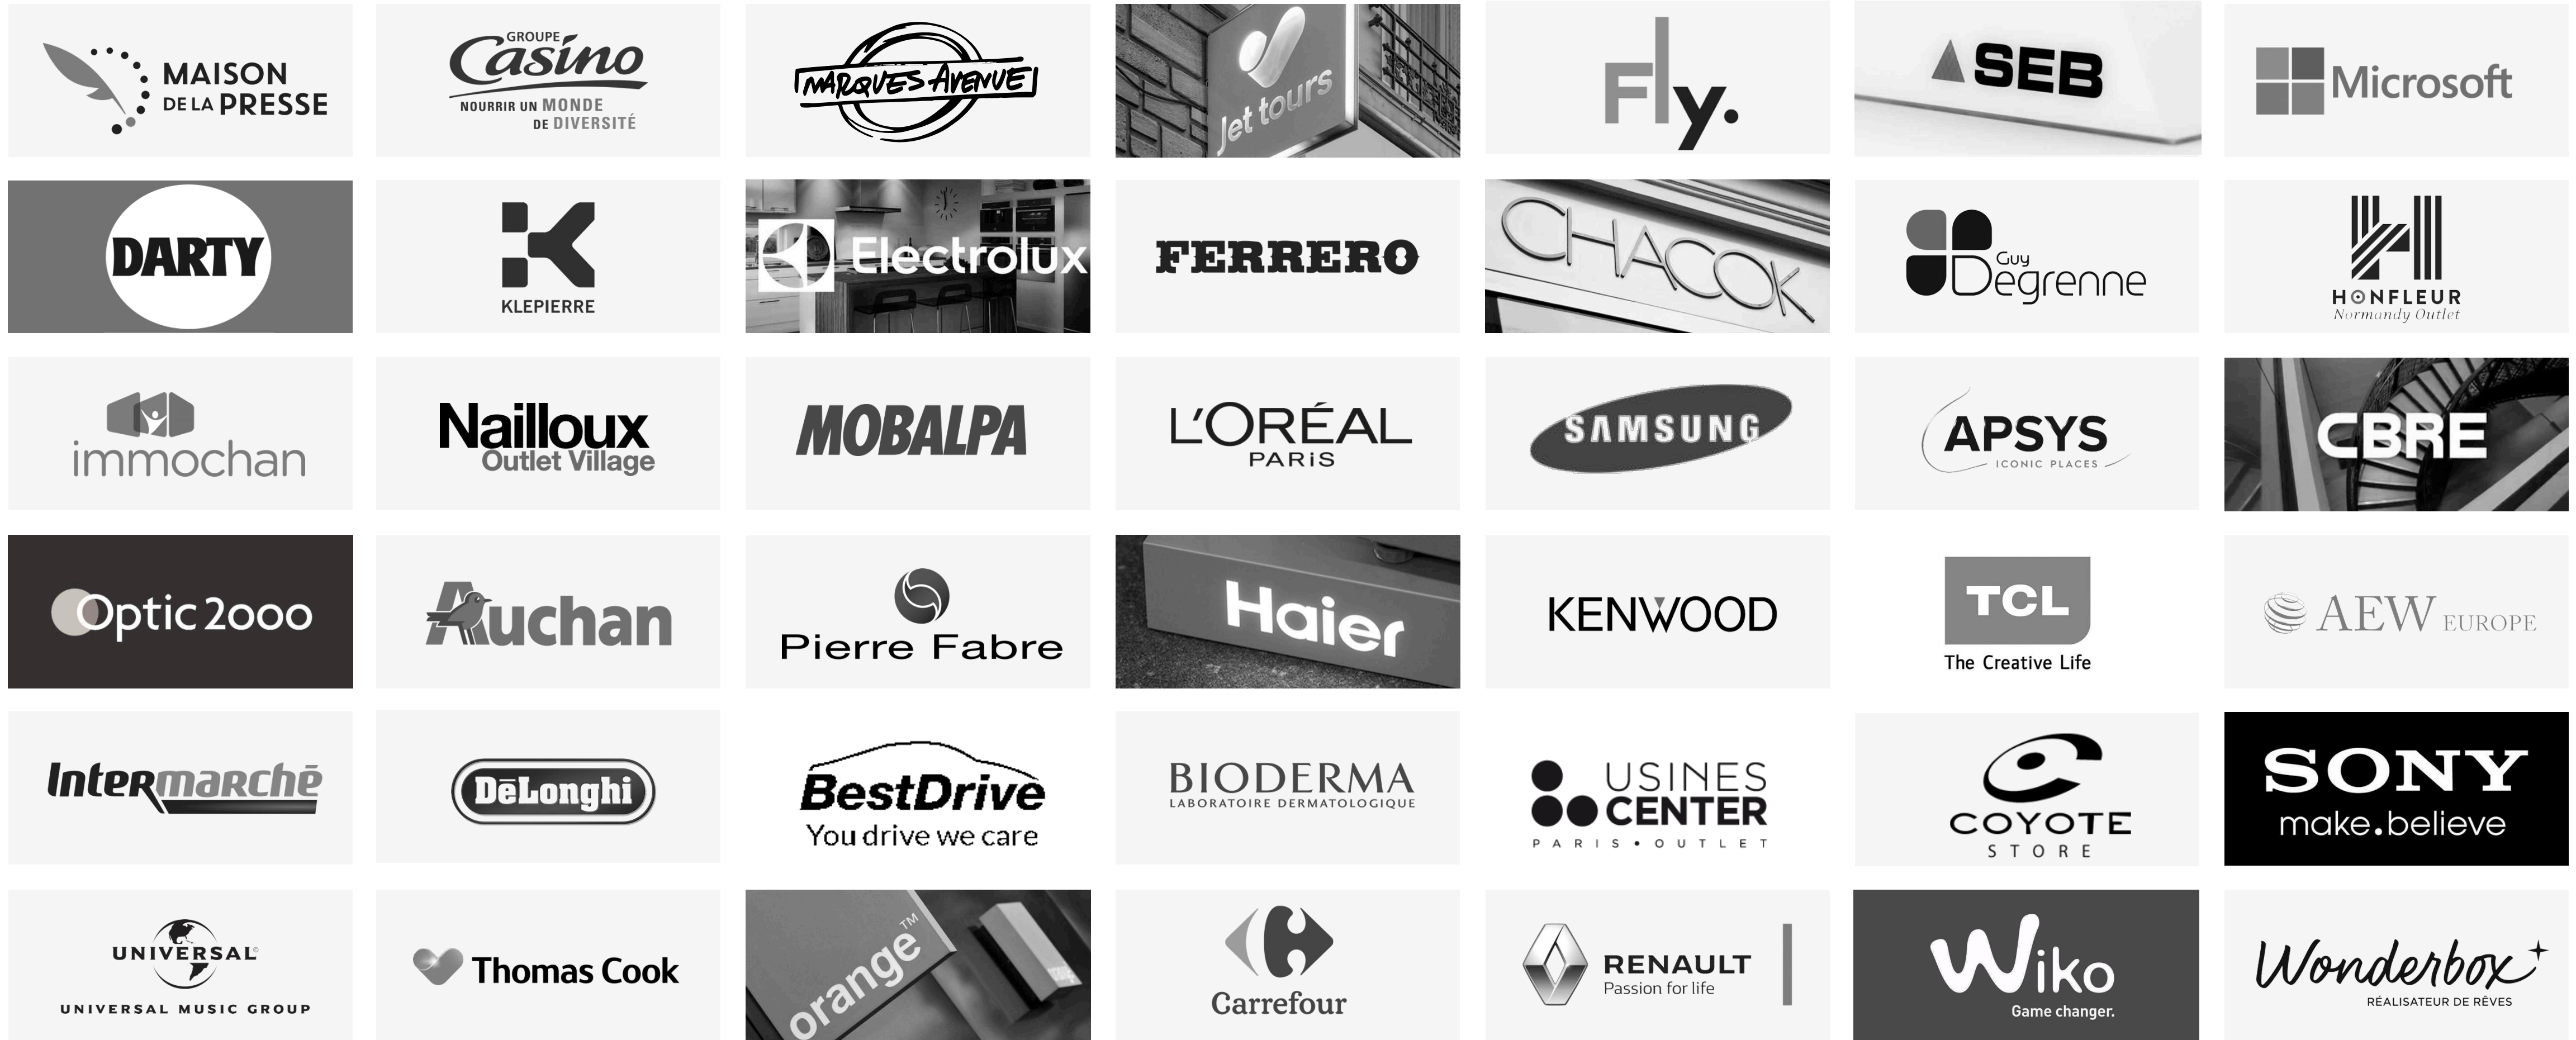 MAISON
DE LA PRESSE
GROUPE
Casino
NOURRIR UN MONDE
DE DIVERSITÉ
MARQUES AVENUE
Jet tours
Fly.
SEB
Microsoft
DARTY
KLEPIERRE
Electrolux
FERRERO
CHACOK
Guy
Degrenne
HONFLEUR
Normandy Outlet
immochan
Nailloux
Outlet Village
MOBALPA
L'ORÉAL
PARiS
SAMSUNG
APSYS
ICONIC PLACES
CBRE
Optic 2000
Auchan
Pierre Fabre
Haier
KENWOOD
TCL
The Creative Life
AEW EUROPE
Intermarchē
DēLonghi
BestDrive
You drive we care
BIODERMA
LABORATOIRE DERMATOLOGIQUE
USINES
CENTER
PARIS • OUTLET
COYOTE
STORE
SONY
make.believe
UNIVERSAL©
UNIVERSAL MUSIC GROUP
Thomas Cook
orange™
Carrefour
RENAULT
Passion for life
Wiko
Game changer.
Wonderbox
RÉALISATEUR DE RÊVES